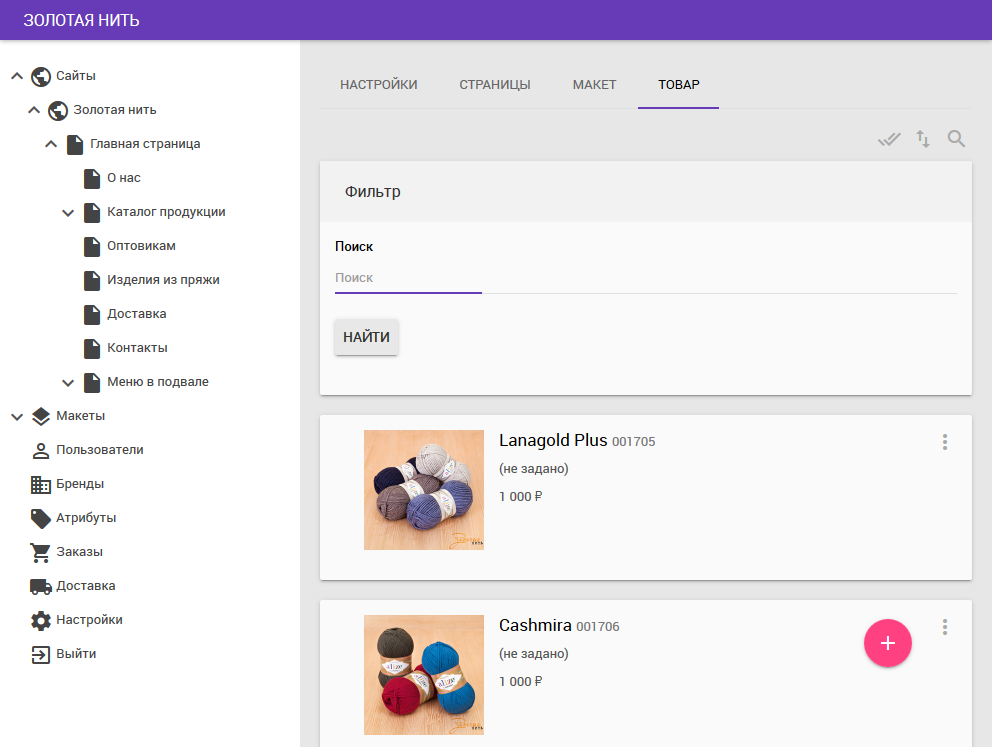 ЗОЛОТАЯ НИТЬ
Сайты
Золотая нить
Главная страница
О нас
Каталог продукции
Оптовикам
Изделия из пряжи
Доставка
Контакты
Меню в подвале
Макеты
Пользователи
Бренды
Атрибуты
Заказы
Доставка
Настройки
Выйти
НАСТРОЙКИ СТРАНИЦЫ МАКЕТ ТОВАР
Фильтр
Поиск
Поиск
НАЙТИ
Lanagold Plus 001705
(не задано)
1 000 ₽
Cashmira 001706
(не задано)
1 000 ₽